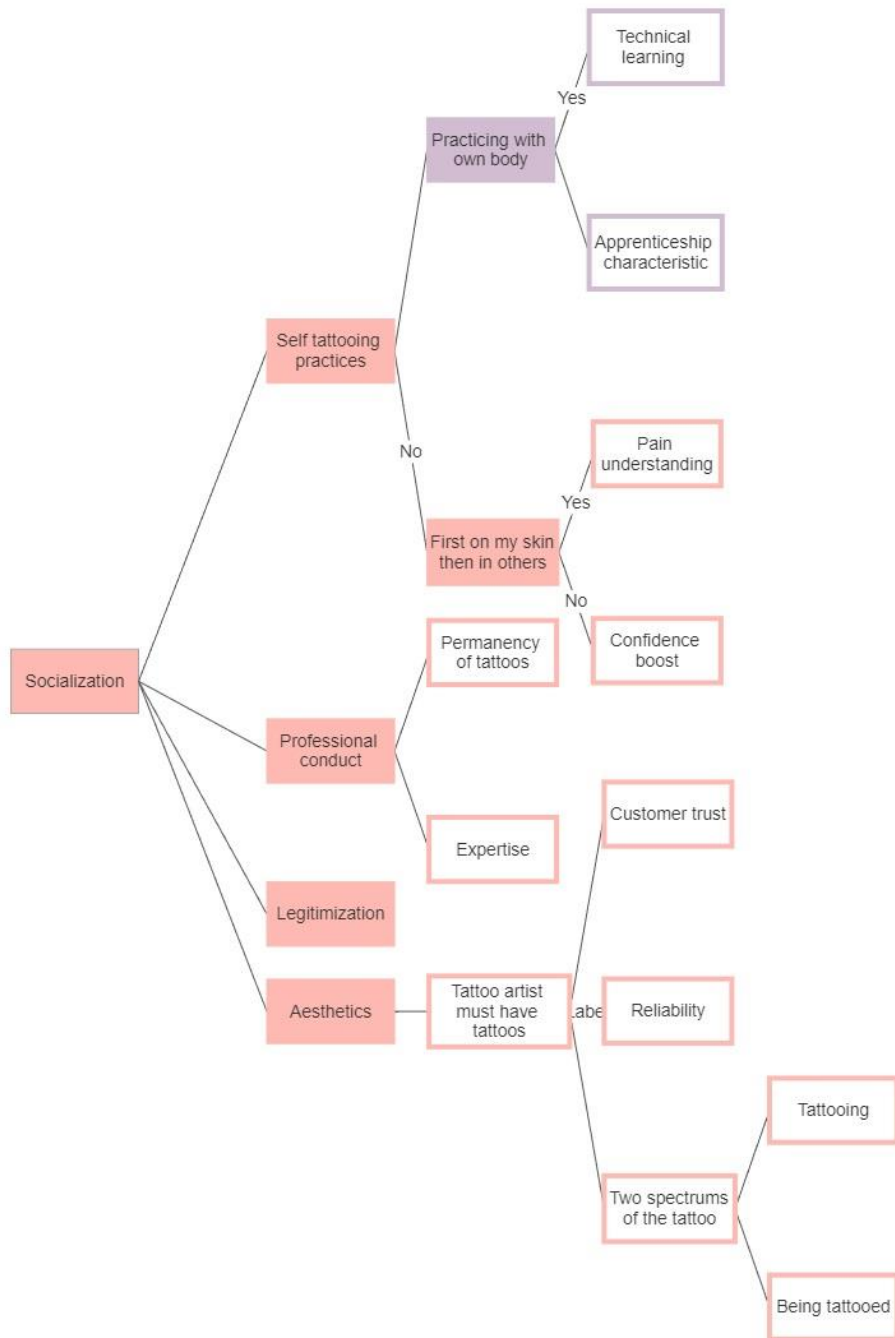 Technical
learning
Yes
Practicing with
own body
Apprenticeship
characteristic
Self tattooing
practices
No
Pain
understanding
Yes
First on my skin
then in others
No
Permanency
of tattoos
Confidence
boost
Socialization
Professional
conduct
Customer trust
Expertise
Legitimization
Aesthetics
Tattoo artist
must have
tattoos
Labe
Reliability
Tattooing
Two spectrums
of the tattoo
Being tattooed